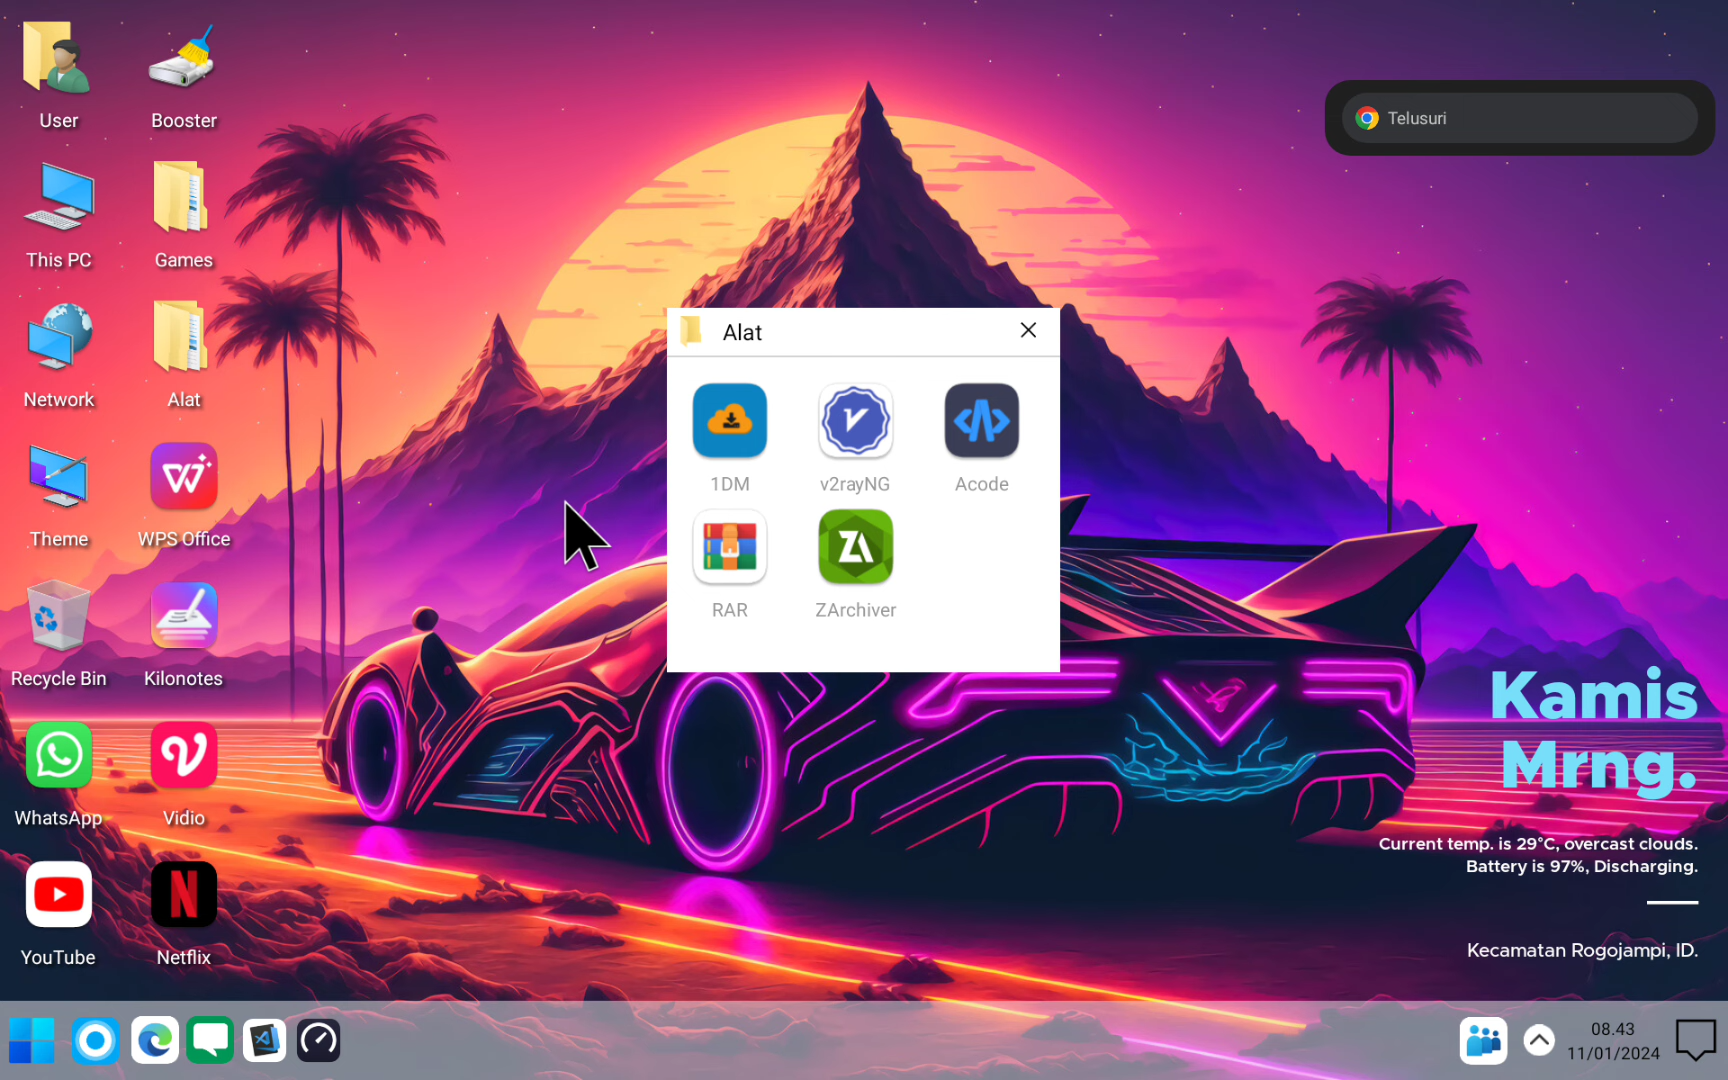 User
Booster
This PC
Games
Network
Alat
Theme
WPS Office
Recycle Bin
Kilonotes
WhatsApp
Vidio
YouTube
Netflix
Telusuri
Alat
1DM
v2rayNG
Acode
RAR
ZArchiver
Kamis
Mrng.
Current temp. is 29°C, overcast clouds.
Battery is 97%, Discharging.
Kecamatan Rogojampi, ID.
08.43
11/01/2024